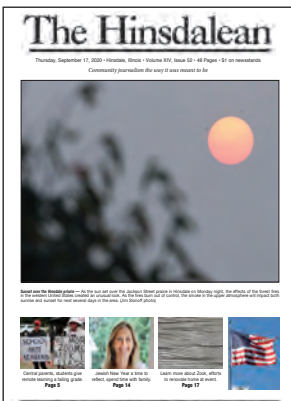 The Hinsdalean
Thursday, September 17, 2020 • Hinsdale, Illinois • Volume XIV, Issue 52 • 48 Pages • $1 on newsstands
Community journalism the way it was meant to be
Sunset over the Hinsdale prairie — As the sun set over the Jackson Street prairie in Hinsdale on Monday night, the effects of the forest fires
in the western United States created an unusual look. As the fires burn out of control, the smoke in the upper atmosphere will impact both
sunrise and sunset for next several days in the area. (Jim Slonoff photo)
Central parents, students give
remote learning a failing grade.
Page 5
Jewish New Year a time to
reflect, spend time with family.
Page 14
Learn more about Zook, efforts
to renovate home at event.
Page 17